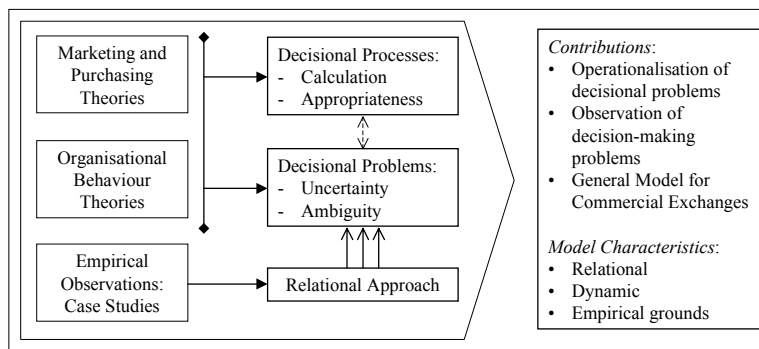 Marketing and
Purchasing
Theories
Organisational
Behaviour
Theories
Empirical
Observations:
Case Studies
Decisional Processes:
- Calculation
- Appropriateness
Decisional Problems:
- Uncertainty
- Ambiguity
Relational Approach
Contributions:
• Operationalisation of
decisional problems
• Observation of
decision-making
problems
• General Model for
Commercial Exchanges
Model Characteristics:
• Relational
• Dynamic
• Empirical grounds